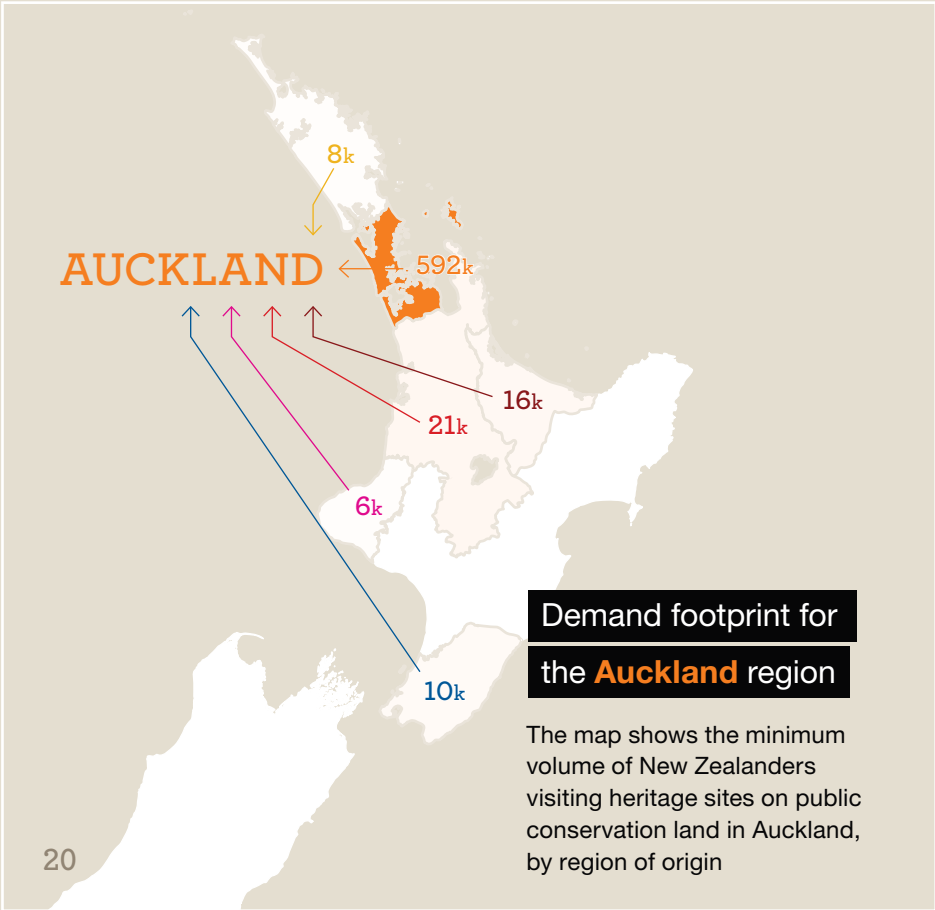 8k
AUCKLAND
592k
16k
21k
6k
10k
Demand footprint for
the Auckland region
The map shows the minimum
volume of New Zealanders
visiting heritage sites on public
conservation land in Auckland,
by region of origin
20